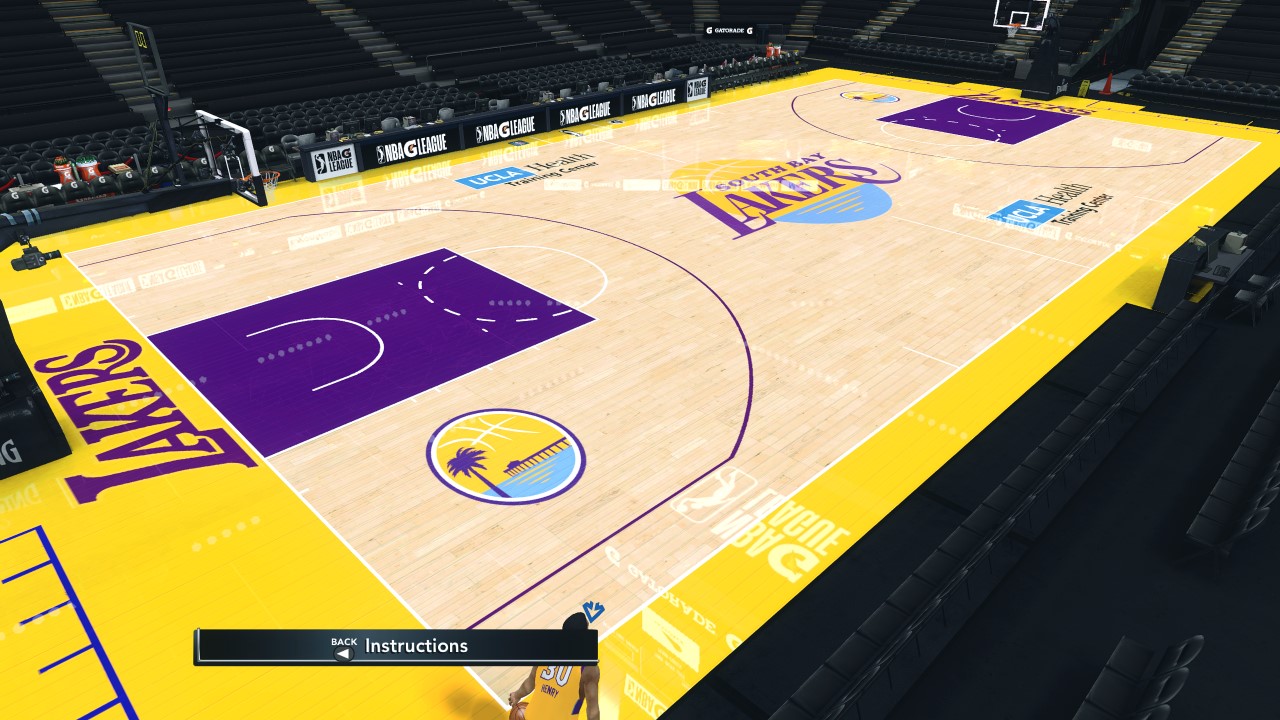 G GATORADE G
NBA G LEAGUE
NBA G LEAGUE
NBA G LEAGUE
NBA G LEAGUE
NBA G LEAGUE
NBA G LEAGUE
LAKERS
UCLA Health
Training Center
SOUTH BAY
LAKERS
UCLA Health
Training Center
LAKERS
NBA G LEAGUE
G GATORADE
BACK
Instructions
30
HENRY